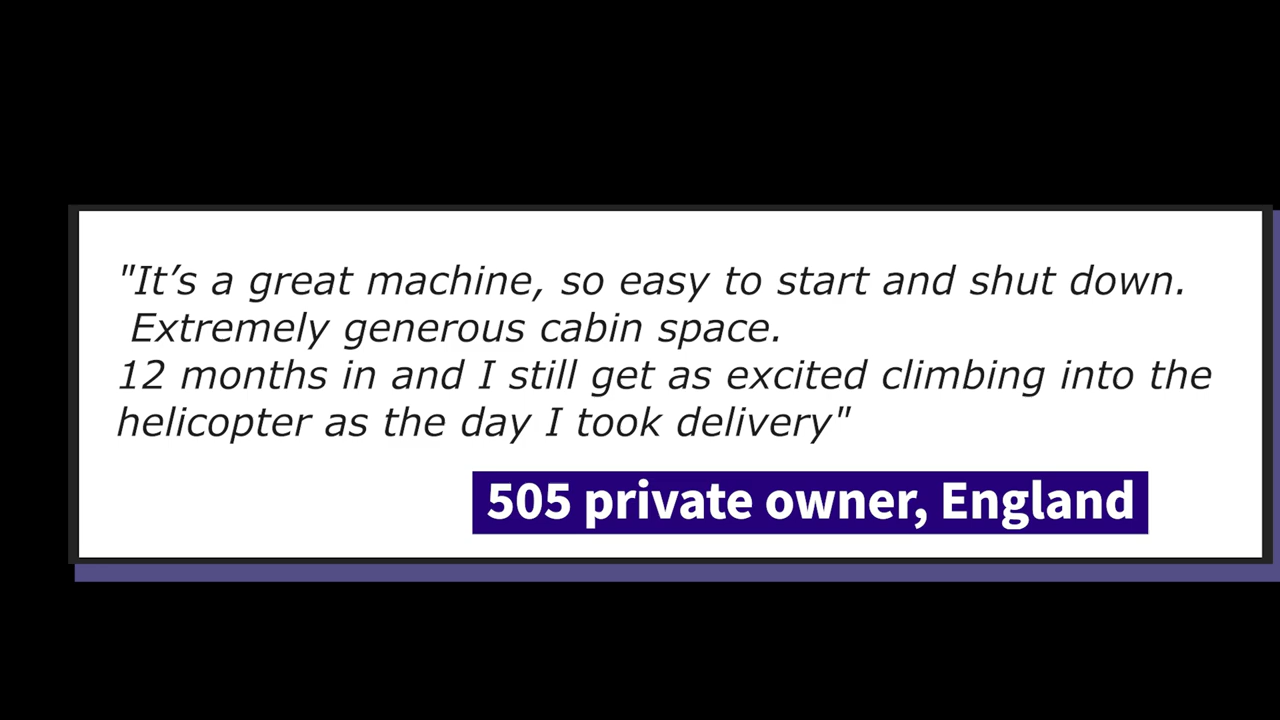 "It’s a great machine, so easy to start and shut down.
Extremely generous cabin space.
12 months in and I still get as excited climbing into the
helicopter as the day I took delivery"
505 private owner, England